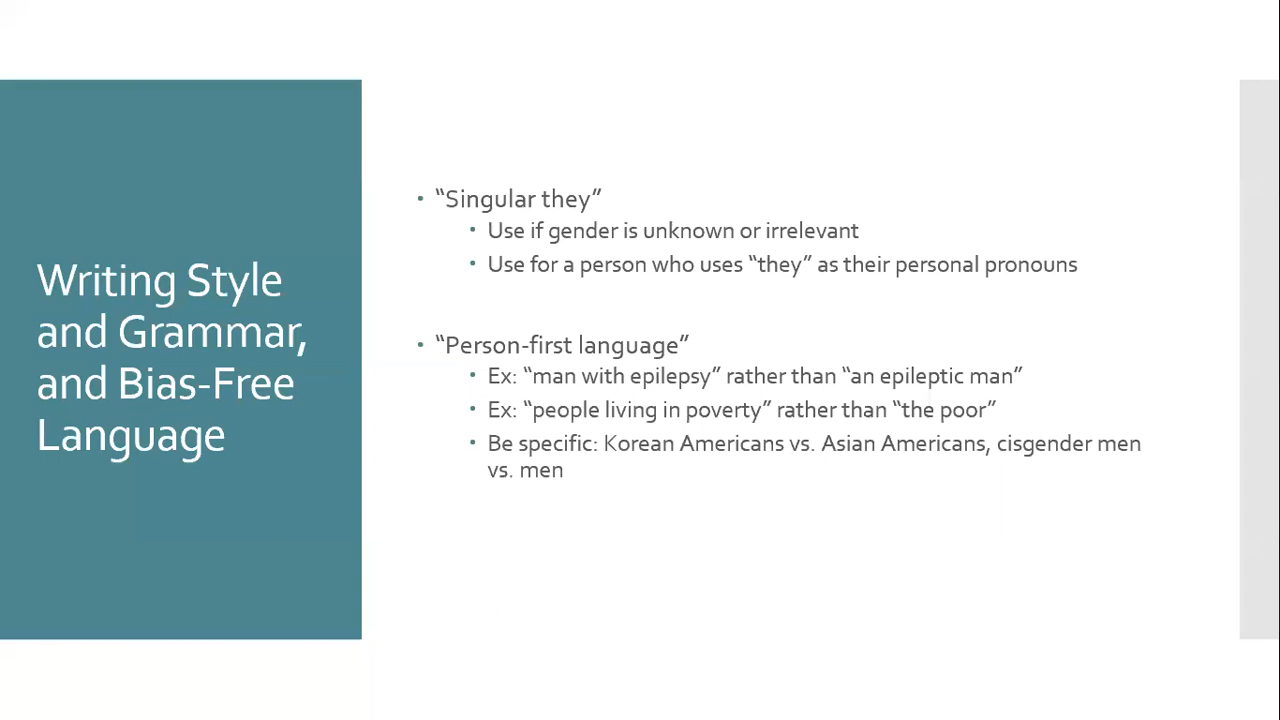 Writing Style
and Grammar,
and Bias-Free
Language
• “Singular they”
• Use if gender is unknown or irrelevant
• Use for a person who uses “they” as their personal pronouns
• “Person-first language”
• Ex: “man with epilepsy” rather than “an epileptic man”
• Ex: “people living in poverty” rather than “the poor”
• Be specific: Korean Americans vs. Asian Americans, cisgender men
vs. men